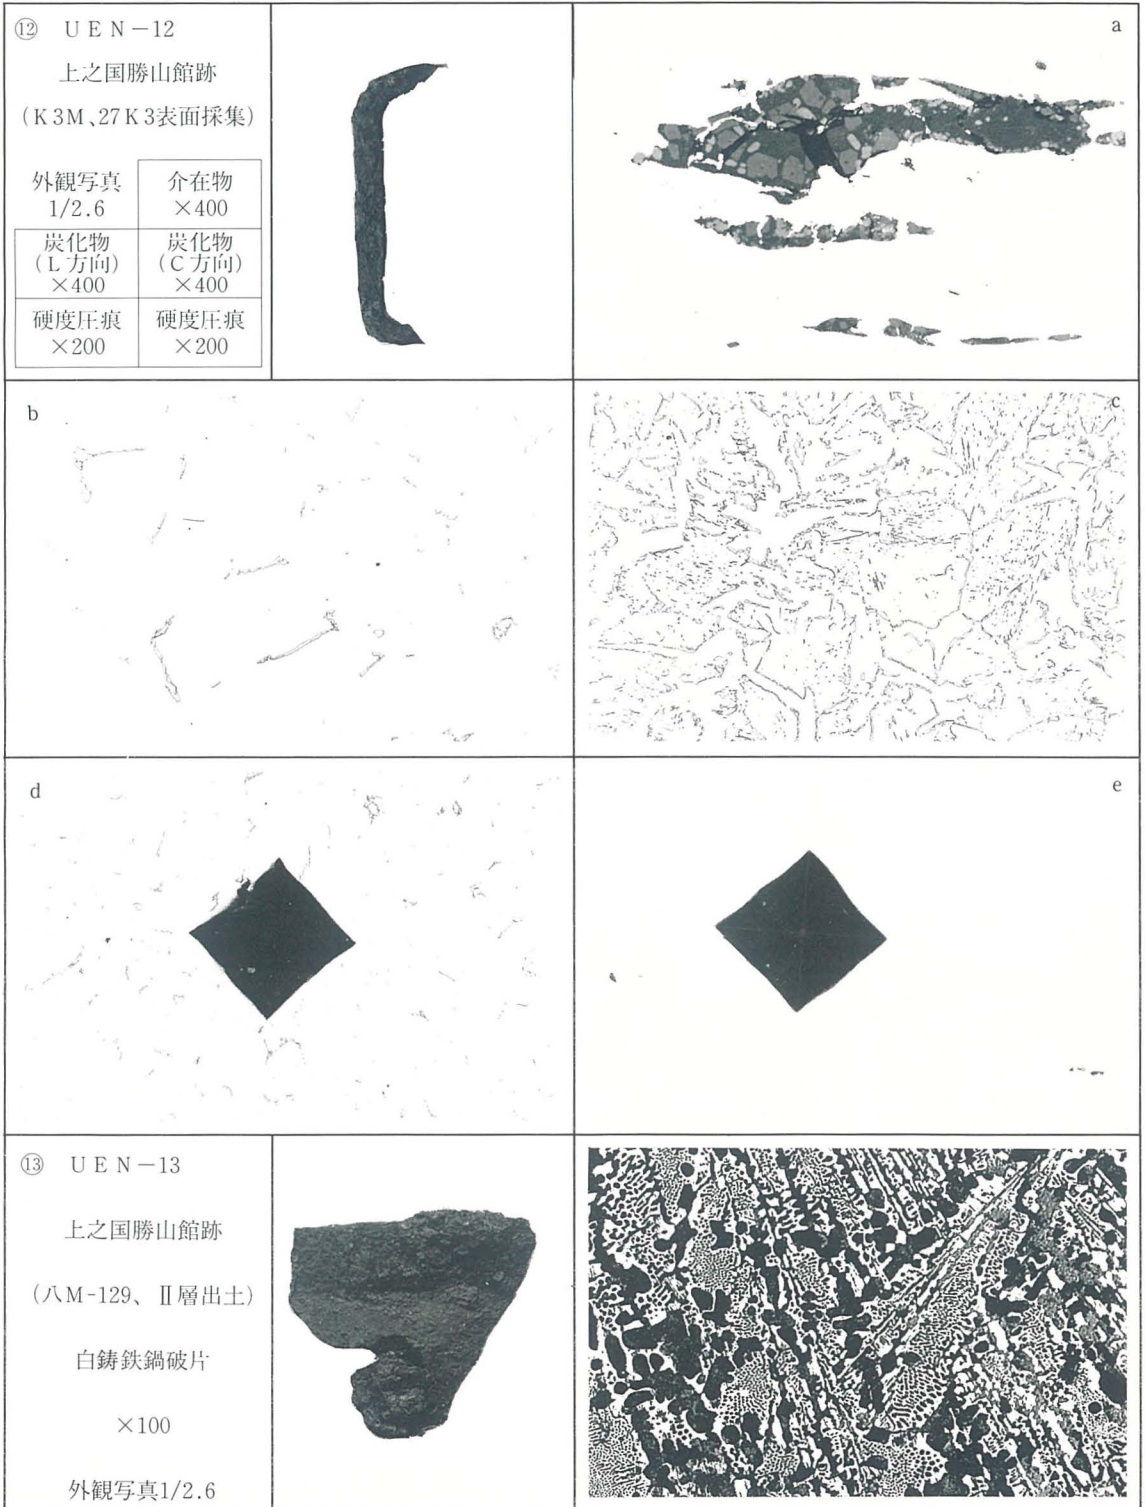 ⑫ UEN-12
上之国勝山館跡
(K3M、27K3表面採集)
外観写真
1/2.6
介在物
×400
炭化物
(L方向)
×400
炭化物
(C方向)
×400
硬度圧痕
×200
硬度圧痕
×200
a
b
c
d
e
⑬ UEN-13
上之国勝山館跡
(八M-129、Ⅱ層出土)
白鋳鉄鍋破片
×100
外観写真1/2.6